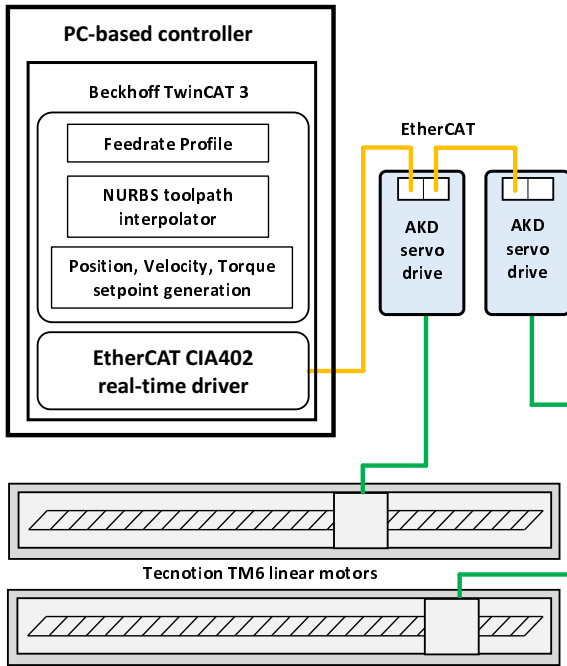 PC-based controller
Beckhoff TwinCAT 3
Feedrate Profile
NURBS toolpath
interpolator
Position, Velocity, Torque
setpoint generation
EtherCAT CIA402
real-time driver
EtherCAT
AKD
servo
drive
AKD
servo
drive
Tecnotion TM6 linear motors